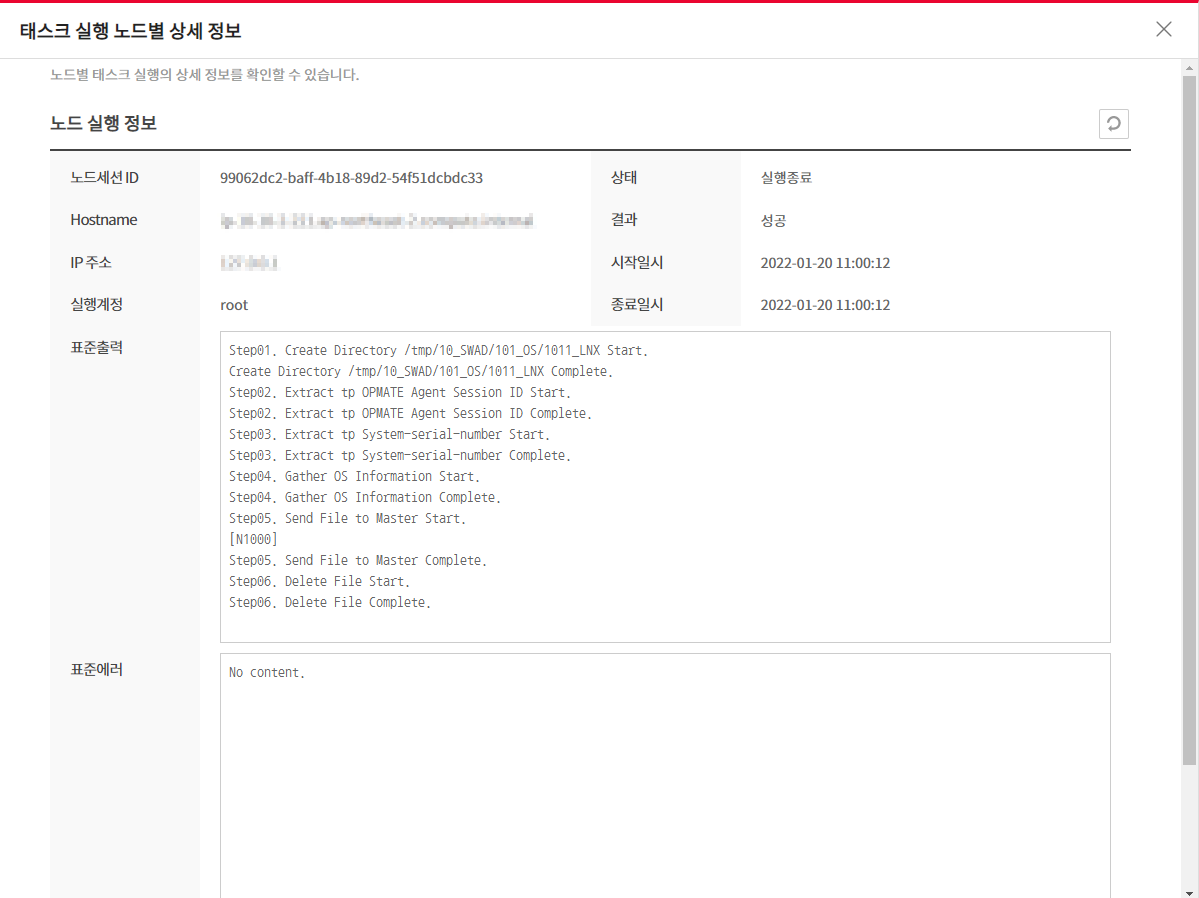 태스크 실행 노드별 상세 정보
노드별 태스크 실행의 상세 정보를 확인할 수 있습니다.
노드 실행 정보
노드세션 ID 99062dc2-baff-4b18-89d2-54f51dcbdc33 상태 실행종료
Hostname 결과 성공
IP 주소 시작일시 2022-01-20 11:00:12
실행계정 root 종료일시 2022-01-20 11:00:12
표준출력
Step01. Create Directory /tmp/10_SWAD/101_OS/1011_LNX Start.
Create Directory /tmp/10_SWAD/101_OS/1011_LNX Complete.
Step02. Extract tp OPMATE Agent Session ID Start.
Step02. Extract tp OPMATE Agent Session ID Complete.
Step03. Extract tp System-serial-number Start.
Step03. Extract tp System-serial-number Complete.
Step04. Gather OS Information Start.
Step04. Gather OS Information Complete.
Step05. Send File to Master Start.
[N1000]
Step05. Send File to Master Complete.
Step06. Delete File Start.
Step06. Delete File Complete.
표준에러
No content.